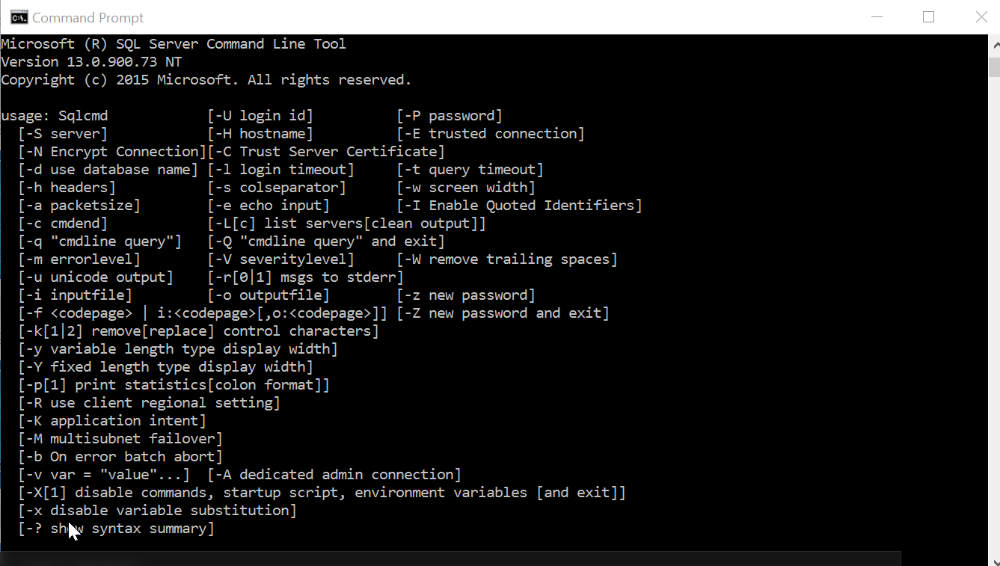 Command Prompt
Microsoft (R) SQL Server Command Line Tool
Version 13.0.900.73 NT
Copyright (c) 2015 Microsoft. All rights reserved.
usage: Sqlcmd            [-U login id]          [-P password]
  [-S server]            [-H hostname]          [-E trusted connection]
  [-N Encrypt Connection][-C Trust Server Certificate]
  [-d use database name] [-l login timeout]     [-t query timeout]
  [-h headers]           [-s colseparator]      [-w screen width]
  [-a packetsize]        [-e echo input]        [-I Enable Quoted Identifiers]
  [-c cmdend]            [-L[c] list servers[clean output]]
  [-q "cmdline query"]   [-Q "cmdline query" and exit]
  [-m errorlevel]        [-V severitylevel]     [-W remove trailing spaces]
  [-u unicode output]    [-r[0|1] msgs to stderr]
  [-i inputfile]         [-o outputfile]        [-z new password]
  [-f <codepage> | i:<codepage>[,o:<codepage>]] [-Z new password and exit]
  [-k[1|2] remove[replace] control characters]
  [-y variable length type display width]
  [-Y fixed length type display width]
  [-p[1] print statistics[colon format]]
  [-R use client regional setting]
  [-K application intent]
  [-M multisubnet failover]
  [-b On error batch abort]
  [-v var = "value"...]  [-A dedicated admin connection]
  [-X[1] disable commands, startup script, environment variables [and exit]]
  [-x disable variable substitution]
  [-? show syntax summary]